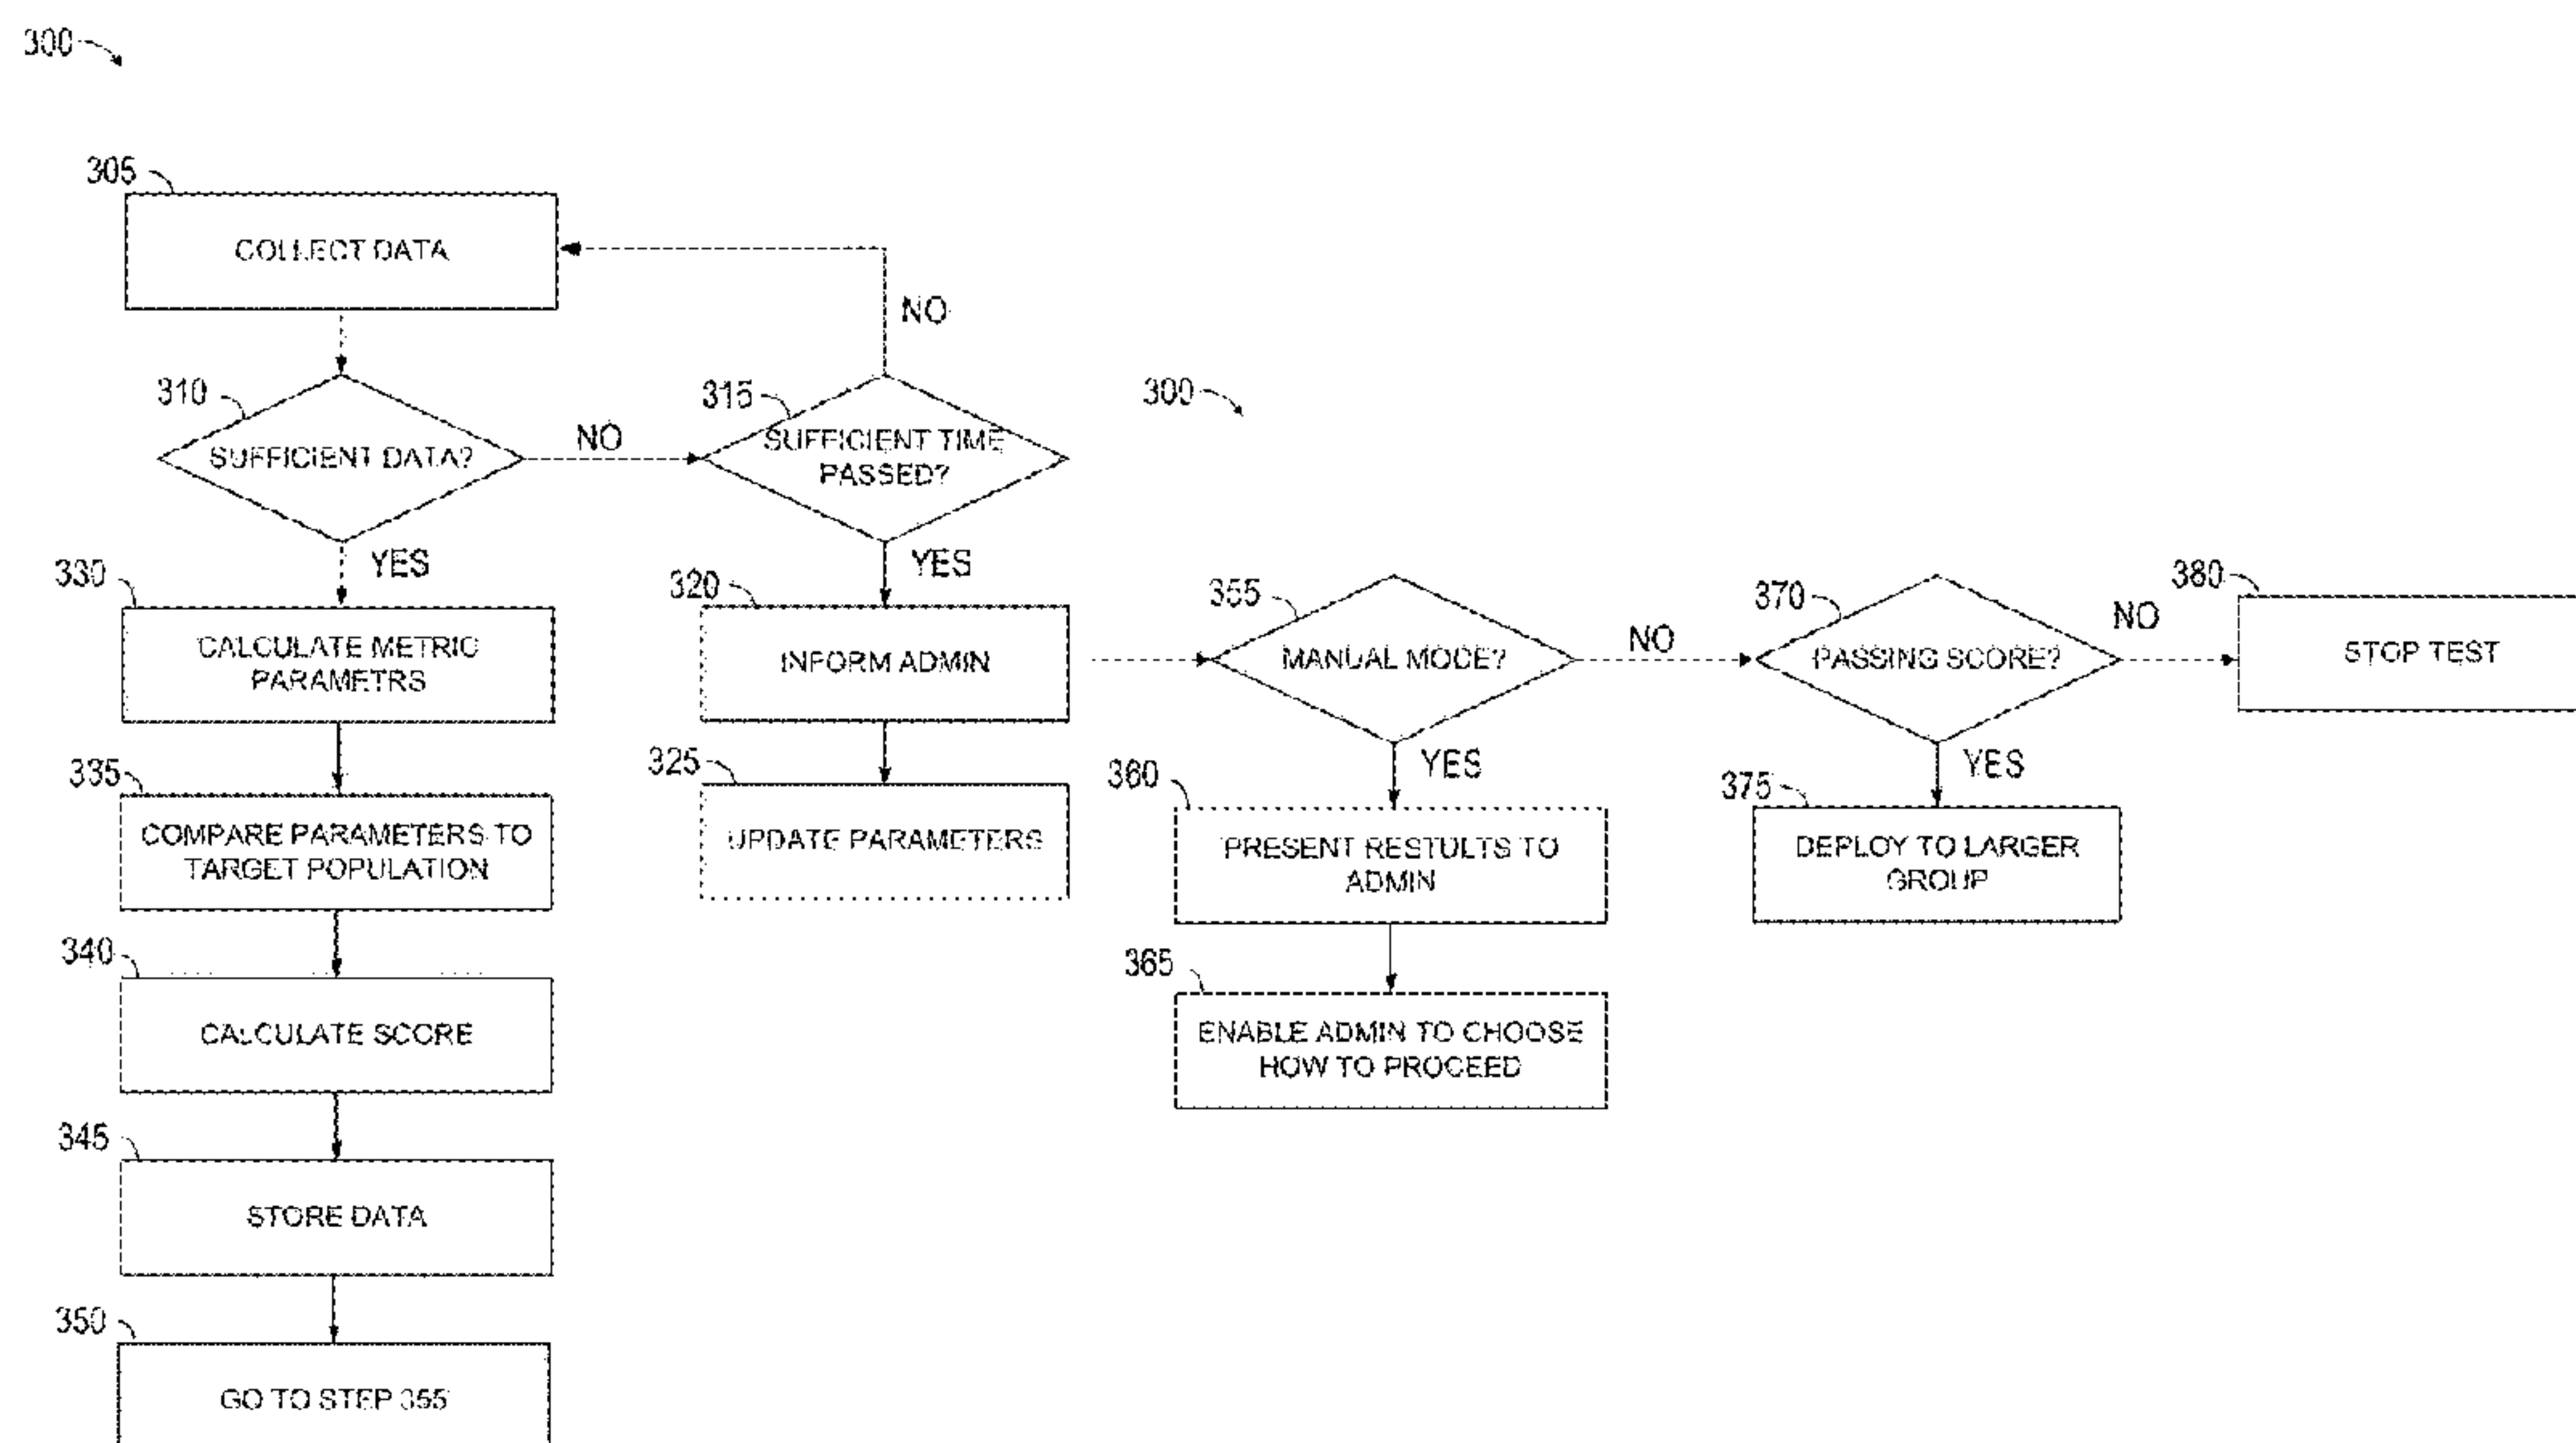 300
305
COLLECT DATA
NO
310
SUFFICIENT DATA?
NO
315
SUFFICIENT TIME
PASSED?
YES
YES
330
CALCULATE METRIC
PARAMETRS
320
INFORM ADMIN
335
COMPARE PARAMETERS TO
TARGET POPULATION
325
UPDATE PARAMETERS
340
CALCULATE SCORE
345
STORE DATA
350
GO TO STEP 355
300
355
MANUAL MODE?
NO
370
PASSING SCORE?
NO
380
STOP TEST
YES
YES
360
PRESENT RESTULTS TO
ADMIN
375
DEPLOY TO LARGER
GROUP
365
ENABLE ADMIN TO CHOOSE
HOW TO PROCEED